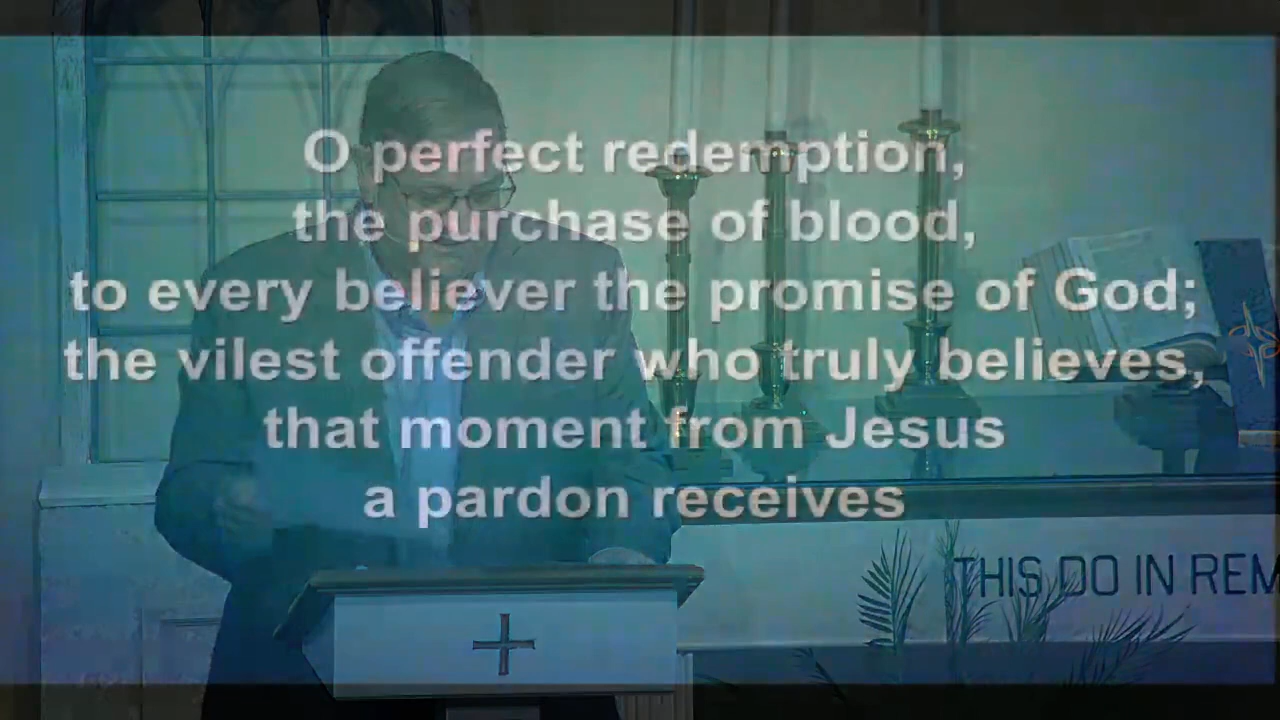 O perfect redemption,
the purchase of blood,
to every believer the promise of God;
the vilest offender who truly believes,
that moment from Jesus
a pardon receives
THIS DO IN REM